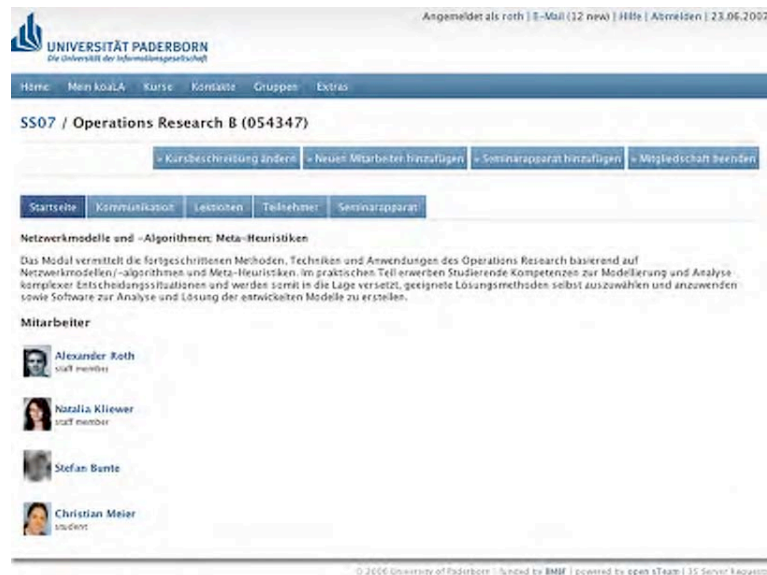 Angemeldet als roth | E-Mail (12 new) | Hilfe | Abmelden | 23.06.2007
UNIVERSITÄT PADERBORN
Die Universität der Informationsgesellschaft
Home Mein koaLA Kurse Kontakte Gruppen Extras
SS07 / Operations Research B (054347)
» Kursbeschreibung ändern » Neuen Mitarbeiter hinzufügen » Seminarapparat hinzufügen » Mitgliedschaft beenden
Startseite Kommunikation Lektionen Teilnehmer Seminarapparat
Netzwerkmodelle und -Algorithmen; Meta-Heuristiken
Das Modul vermittelt die fortgeschrittenen Methoden, Techniken und Anwendungen des Operations Research basierend auf
Netzwerkmodellen/-algorithmen und Meta-Heuristiken. Im praktischen Teil erwerben Studierende Kompetenzen zur Modellierung und Analyse
komplexer Entscheidungssituationen und werden somit in die Lage versetzt, geeignete Lösungsmethoden selbst auszuwählen und anzuwenden
sowie Software zur Analyse und Lösung der entwickelten Modelle zu erstellen.
Mitarbeiter
Alexander Roth
staff member
Natalia Kliewer
staff member
Stefan Bunte
Christian Meier
student
© 2006 University of Paderborn | funded by BMBF | powered by open sTeam | 35 Server Requests